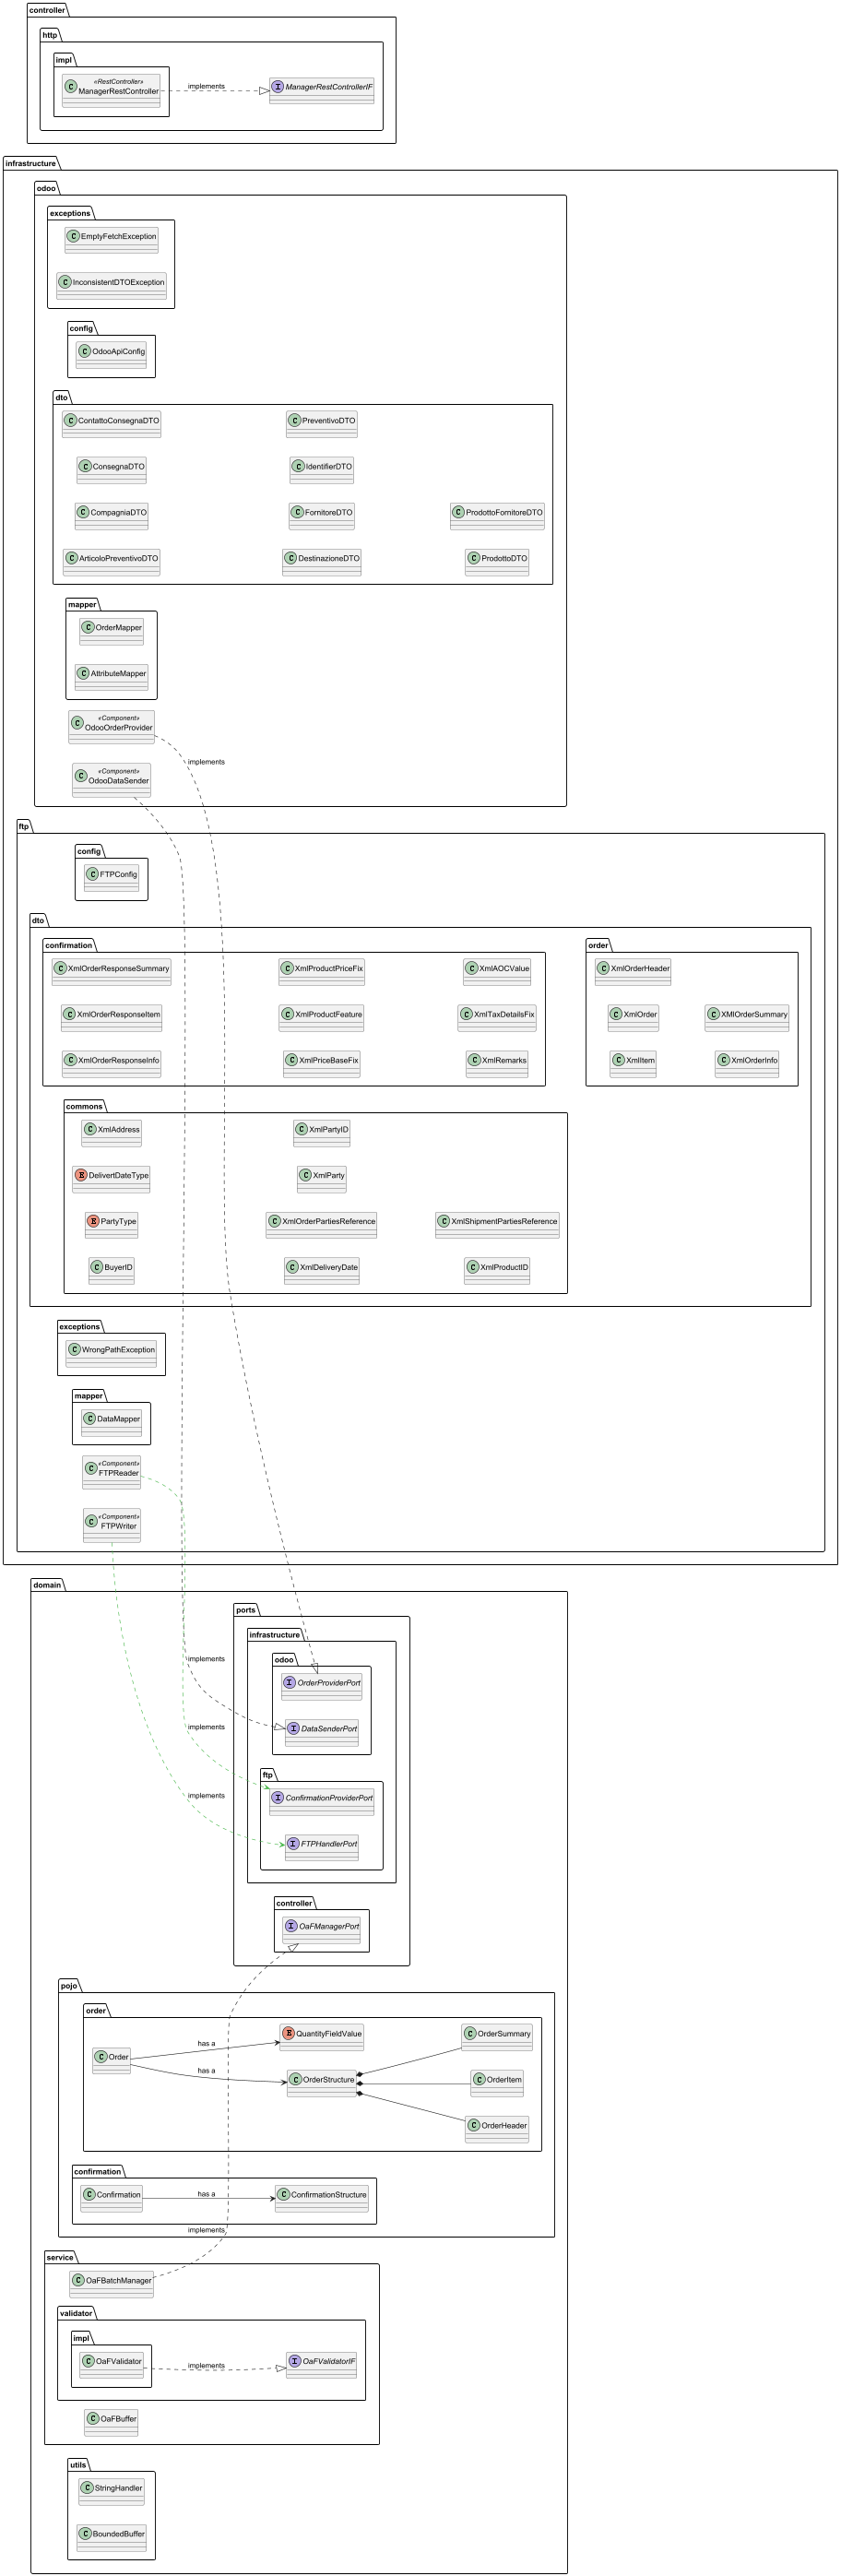 controller
http
impl
«RestController»
C ManagerRestController
implements
I ManagerRestControllerIF
infrastructure
odoo
exceptions
C EmptyFetchException
C InconsistentDTOException
config
C OdooApiConfig
dto
C ContattoConsegnaDTO
C PreventivoDTO
C ConsegnaDTO
C IdentifierDTO
C CompagniaDTO
C FornitoreDTO
C ProdottoFornitoreDTO
C ArticoloPreventivoDTO
C DestinazioneDTO
C ProdottoDTO
mapper
C OrderMapper
C AttributeMapper
«Component»
C OdooOrderProvider
implements
«Component»
C OdooDataSender
ftp
config
C FTPConfig
dto
confirmation
C XmlOrderResponseSummary
C XmlProductPriceFix
C XmlAOCValue
C XmlOrderResponseItem
C XmlProductFeature
C XmlTaxDetailsFix
C XmlOrderResponseInfo
C XmlPriceBaseFix
C XmlRemarks
order
C XmlOrderHeader
C XmlOrder
C XMlOrderSummary
C XmlItem
C XmlOrderInfo
commons
C XmlAddress
C XmlPartyID
E DelivertDateType
C XmlParty
E PartyType
C XmlOrderPartiesReference
C XmlShipmentPartiesReference
C BuyerID
C XmlDeliveryDate
C XmlProductID
exceptions
C WrongPathException
mapper
C DataMapper
«Component»
C FTPReader
«Component»
C FTPWriter
domain
ports
infrastructure
odoo
implements
I OrderProviderPort
I DataSenderPort
implements
ftp
I ConfirmationProviderPort
implements
I FTPHandlerPort
controller
I OaFManagerPort
pojo
order
C Order
has a
has a
E QuantityFieldValue
C OrderStructure
C OrderSummary
C OrderItem
C OrderHeader
confirmation
C Confirmation
has a
C ConfirmationStructure
implements
service
C OaFBatchManager
validator
impl
C OaFValidator
implements
I OaFValidatorIF
C OaFBuffer
utils
C StringHandler
C BoundedBuffer